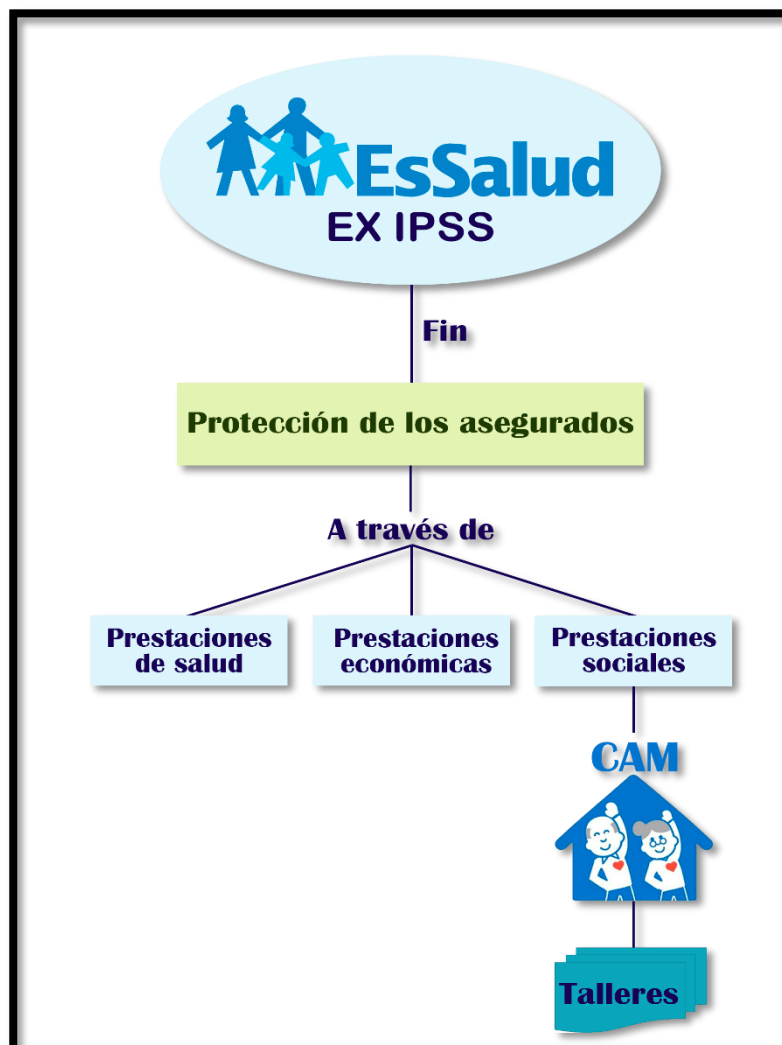 EsSalud
EX IPSS
Fin
Protección de los asegurados
A través de
Prestaciones
de salud
Prestaciones
económicas
Prestaciones
sociales
CAM
Talleres